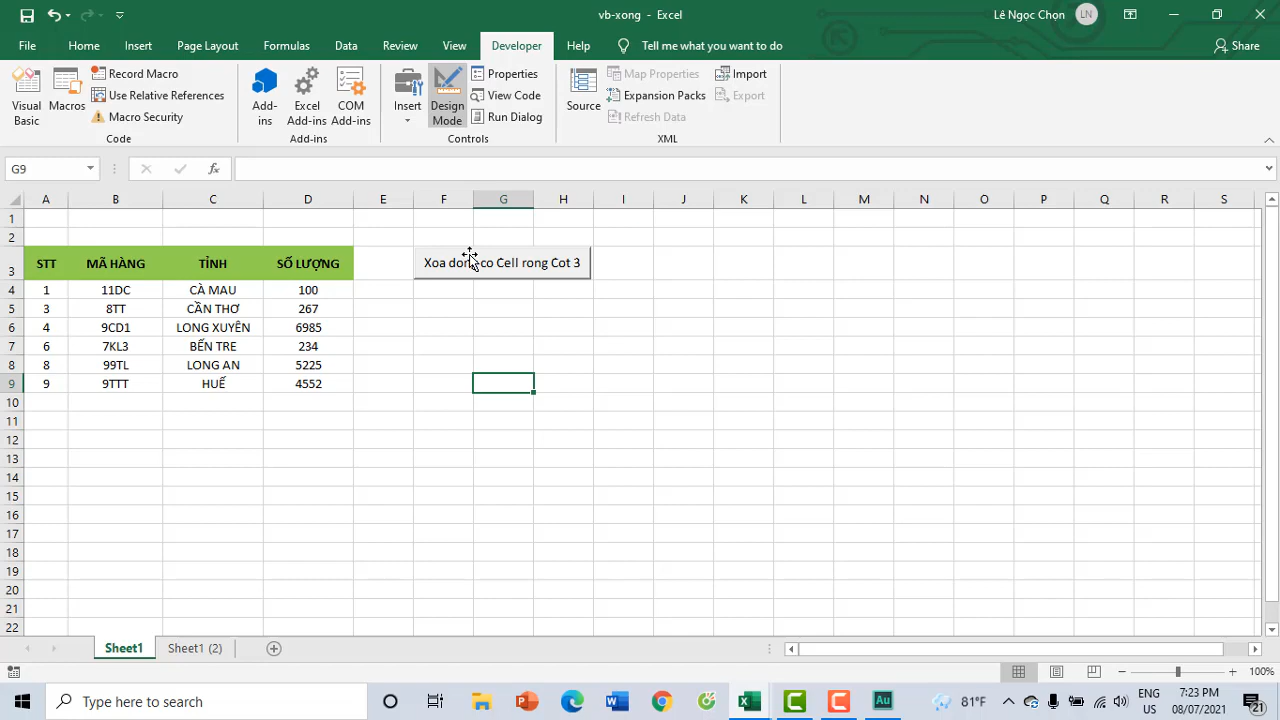 vb-xong - Excel
Lê Ngọc Chọn LN
File Home Insert Page Layout Formulas Data Review View Developer Help Tell me what you want to do Share
Visual Basic
Macros
Record Macro
Use Relative References
Macro Security
Code
Add-ins
Excel Add-ins
COM Add-ins
Add-ins
Insert
Design Mode
Properties
View Code
Run Dialog
Controls
Source
Map Properties
Expansion Packs
Refresh Data
Import
Export
XML
G9
fx
A B C D E F G H I J K L M N O P Q R S
1
2
3 STT MÃ HÀNG TỈNH SỐ LƯỢNG Xoa dong co Cell rong Cot 3
4 1 11DC CÀ MAU 100
5 3 8TT CẦN THƠ 267
6 4 9CD1 LONG XUYÊN 6985
7 6 7KL3 BẾN TRE 234
8 8 99TL LONG AN 5225
9 9 9TTT HUẾ 4552
10
11
12
13
14
15
16
17
18
19
20
21
22
Sheet1 Sheet1 (2)
100%
Type here to search
81°F
ENG US
7:23 PM
08/07/2021
21